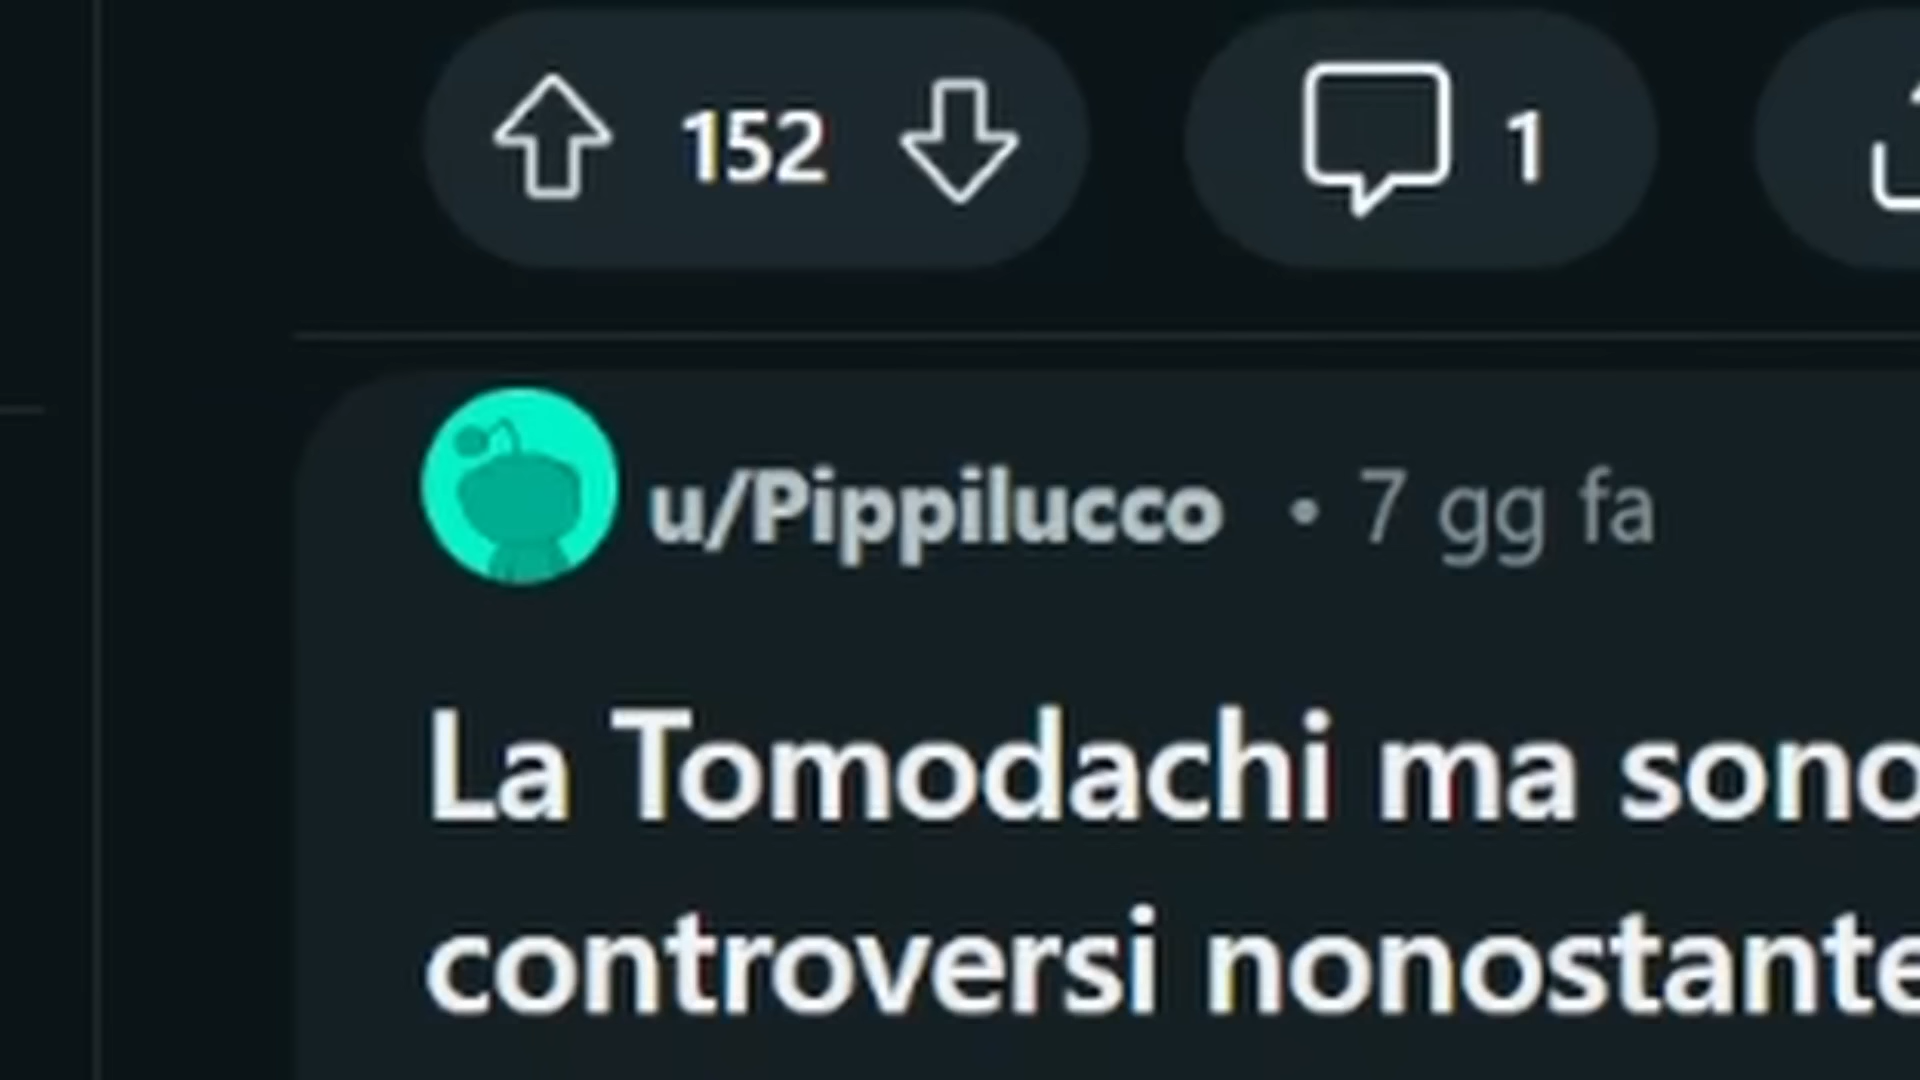 152 1
u/Pippilucco • 7 gg fa
La Tomodachi ma sono
controversi nonostante